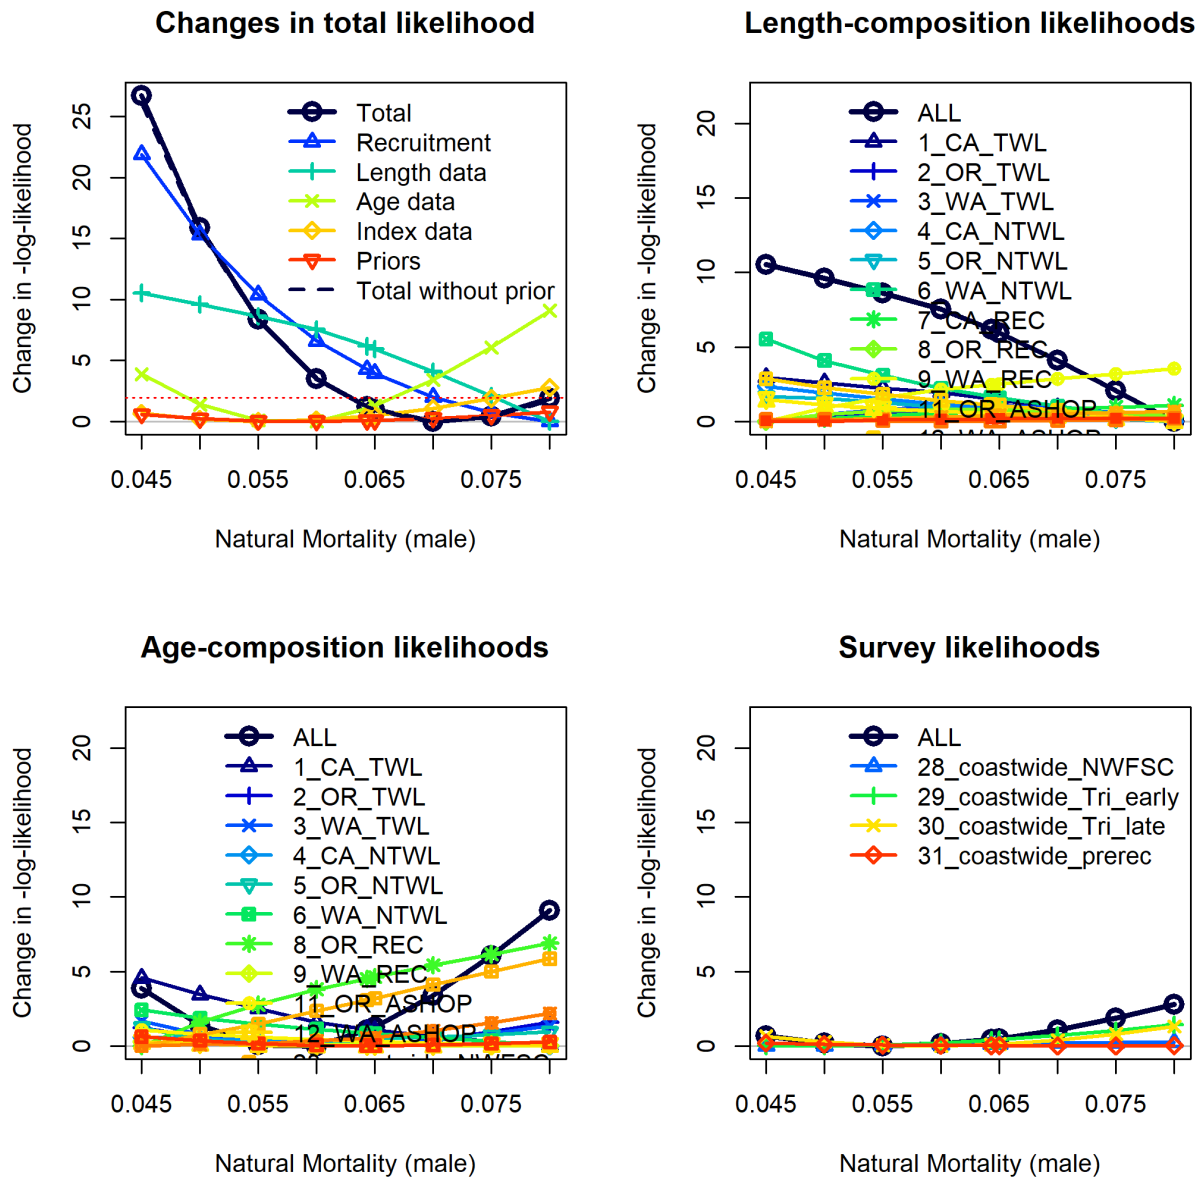 Changes in total likelihood
Change in -log-likelihood
25
20
15
10
5
0
Total
Recruitment
Length data
Age data
Index data
Priors
Total without prior
0.045
0.055
0.065
0.075
Natural Mortality (male)
Length-composition likelihoods
Change in -log-likelihood
20
15
10
5
0
ALL
1_CA_TWL
2_OR_TWL
3_WA_TWL
4_CA_NTWL
5_OR_NTWL
6_WA_NTWL
7_CA_REC
8_OR_REC
9_WA_REC
11_OR_ASHOP
12_WA_ASHOP
0.045
0.055
0.065
0.075
Natural Mortality (male)
Age-composition likelihoods
Change in -log-likelihood
20
15
10
5
0
ALL
1_CA_TWL
2_OR_TWL
3_WA_TWL
4_CA_NTWL
5_OR_NTWL
6_WA_NTWL
8_OR_REC
9_WA_REC
11_OR_ASHOP
12_WA_ASHOP
0.045
0.055
0.065
0.075
Natural Mortality (male)
Survey likelihoods
Change in -log-likelihood
20
15
10
5
0
ALL
28_coastwide_NWFSC
29_coastwide_Tri_early
30_coastwide_Tri_late
31_coastwide_prerec
0.045
0.055
0.065
0.075
Natural Mortality (male)